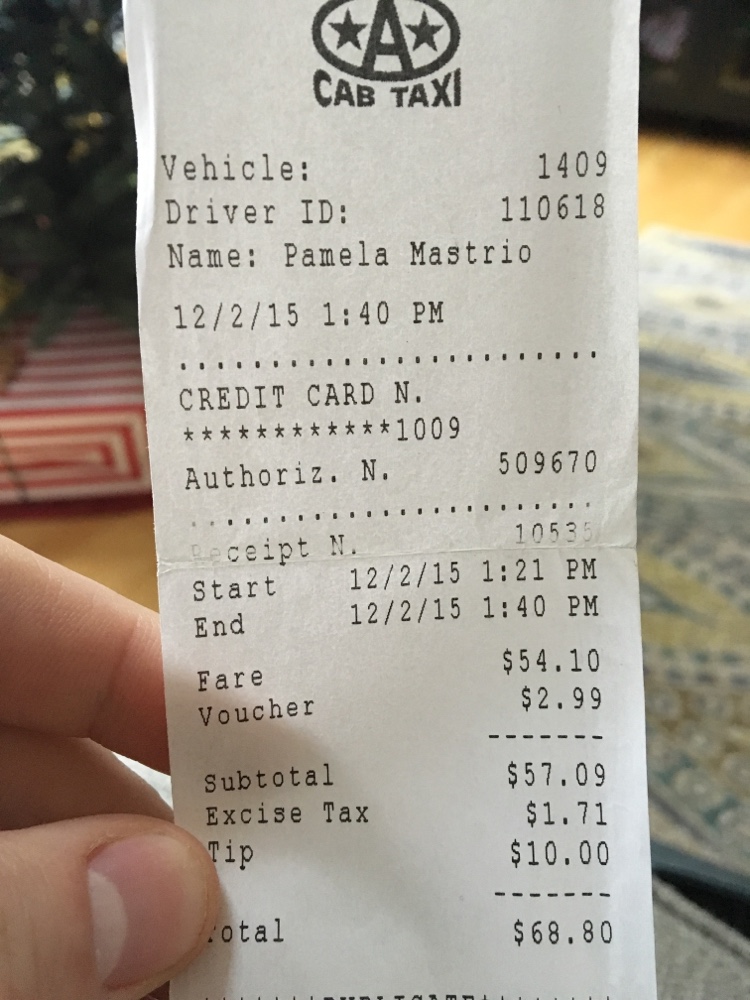 A
CAB TAXI
Vehicle: 1409
Driver ID: 110618
Name: Pamela Mastrio
12/2/15 1:40 PM
........................
CREDIT CARD N.
************1009
Authoriz. N. 509670
........................
Receipt N. 10535
Start 12/2/15 1:21 PM
End 12/2/15 1:40 PM
Fare $54.10
Voucher $2.99
-------
Subtotal $57.09
Excise Tax $1.71
Tip $10.00
-------
Total $68.80
*******DUPLICATE********